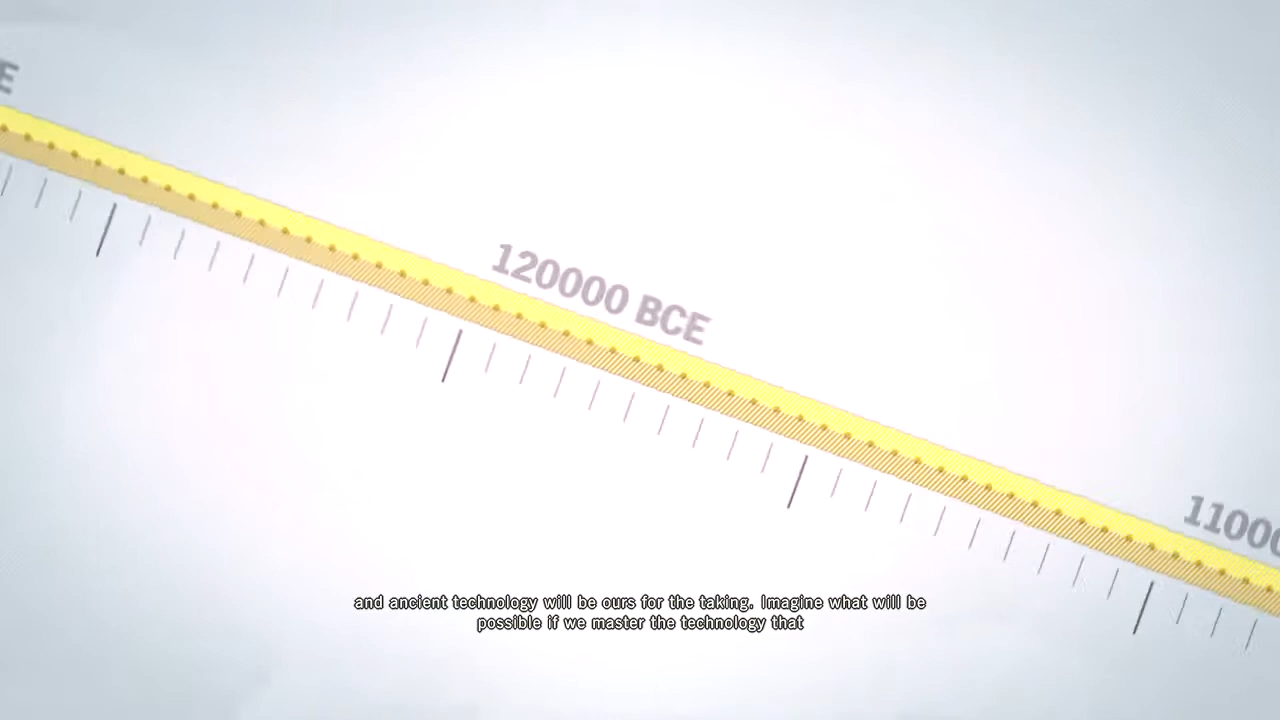 E
120000 BCE
11000
and ancient technology will be ours for the taking. Imagine what will be
possible if we master the technology that